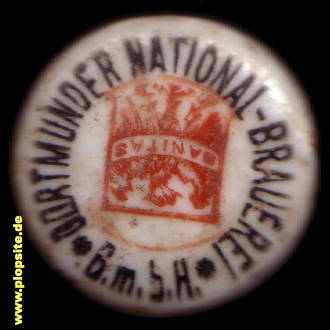 DORTMUNDER NATIONAL-BRAUEREI
* G.m.b.H. *
SANITAS
www.plopsite.de